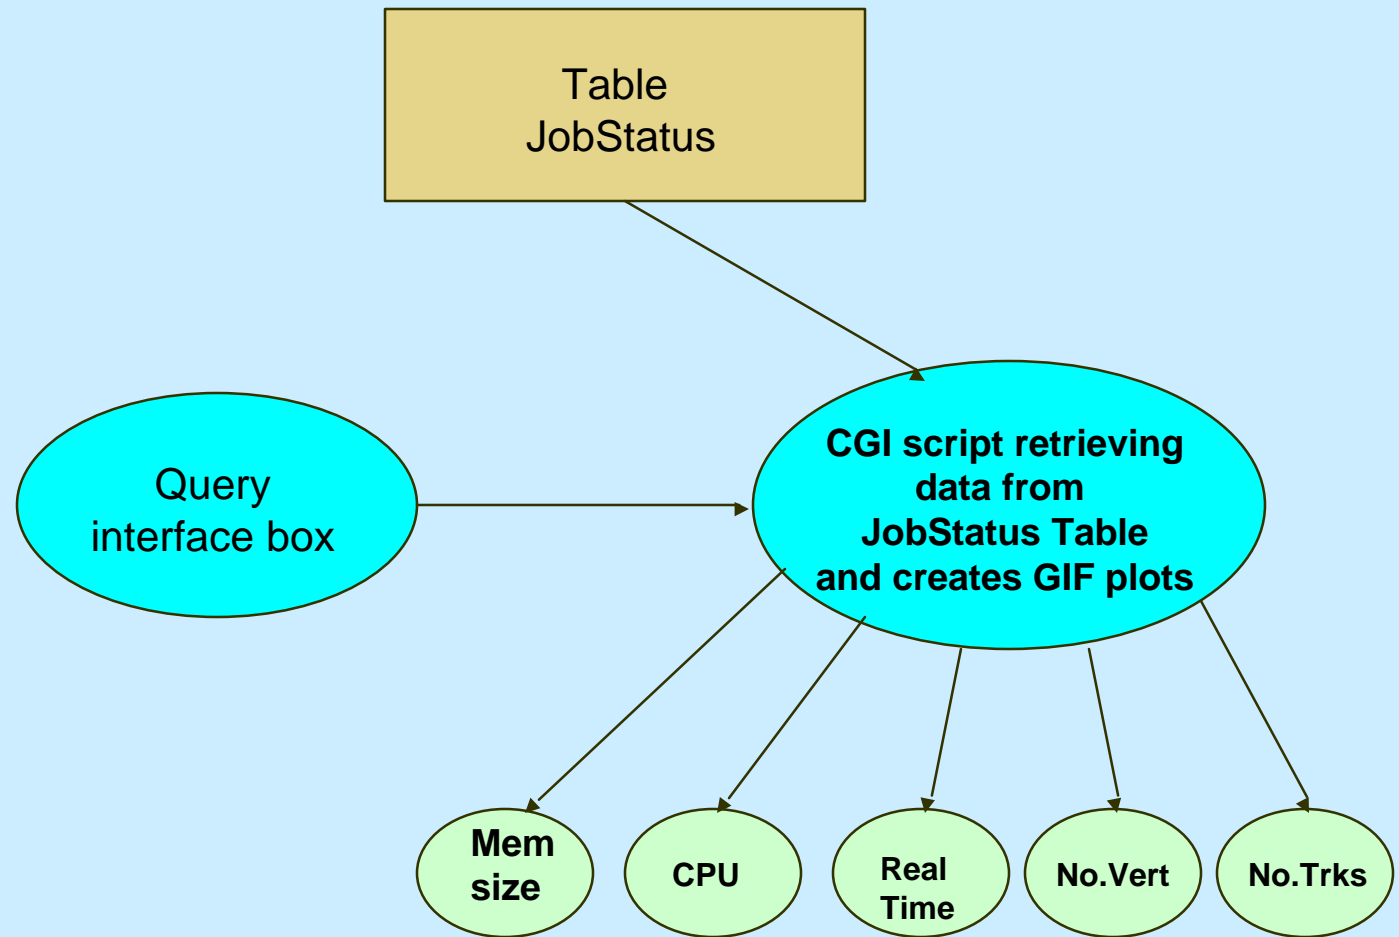 Table
JobStatus
Query
interface box
CGI script retrieving
data from
JobStatus Table
and creates GIF plots
Mem
size
CPU
Real
Time
No.Vert
No.Trks